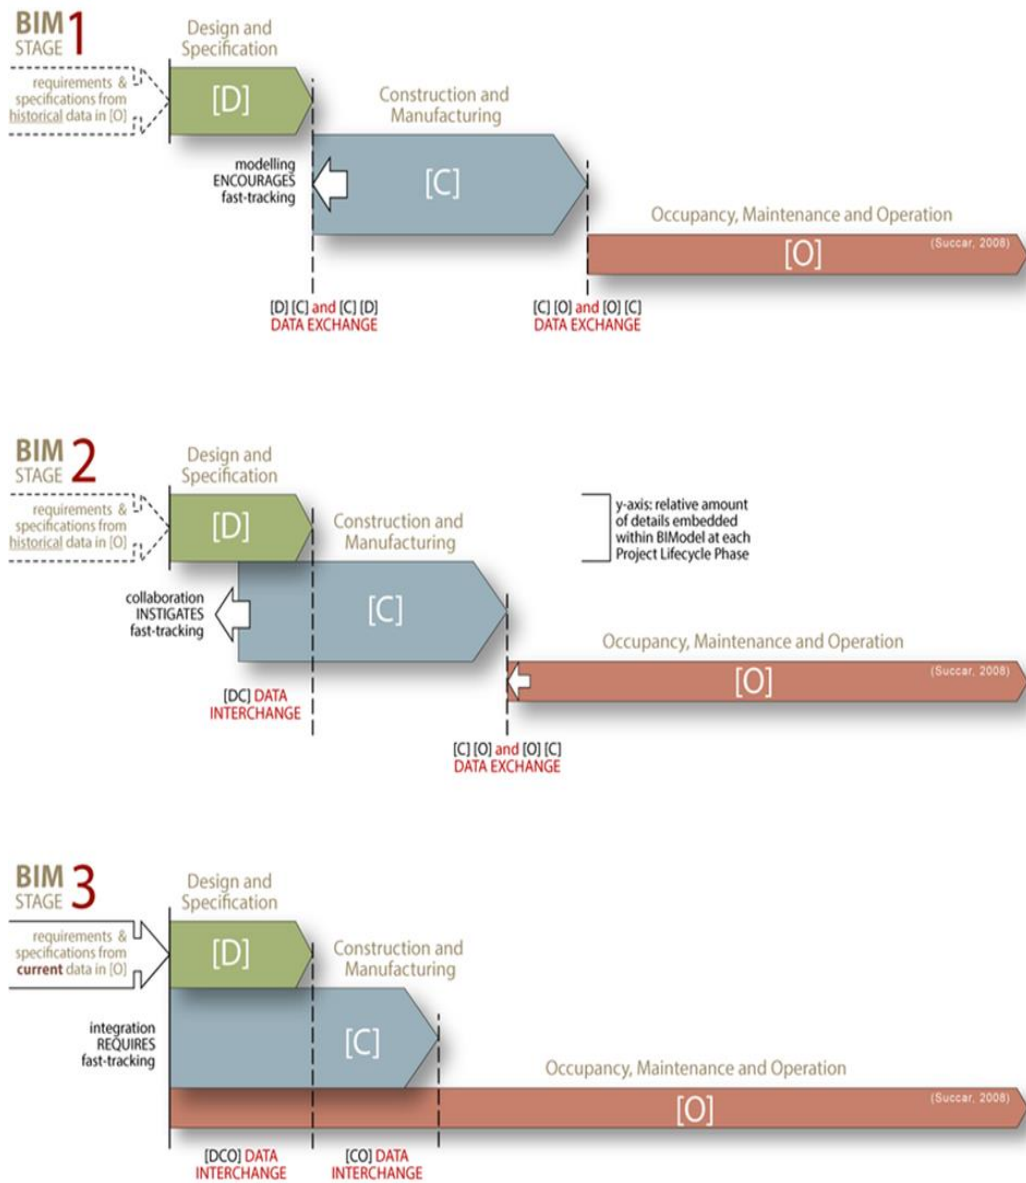 BIM
STAGE 1
Design and
Specification
requirements &
specifications from
historical data in [O]
[D]
Construction and
Manufacturing
modelling
ENCOURAGES
fast-tracking
[C]
Occupancy, Maintenance and Operation
[O]
(Succar, 2008)
[D] [C] and [C] [D]
DATA EXCHANGE
[C] [O] and [O] [C]
DATA EXCHANGE
BIM
STAGE 2
Design and
Specification
requirements &
specifications from
historical data in [O]
[D]
Construction and
Manufacturing
y-axis: relative amount
of details embedded
within BIModel at each
Project Lifecycle Phase
collaboration
INSTIGATES
fast-tracking
[C]
Occupancy, Maintenance and Operation
[O]
(Succar, 2008)
[DC] DATA
INTERCHANGE
[C] [O] and [O] [C]
DATA EXCHANGE
BIM
STAGE 3
Design and
Specification
requirements &
specifications from
current data in [O]
[D]
Construction and
Manufacturing
integration
REQUIRES
fast-tracking
[C]
Occupancy, Maintenance and Operation
[O]
(Succar, 2008)
[DCO] DATA
INTERCHANGE
[CO] DATA
INTERCHANGE